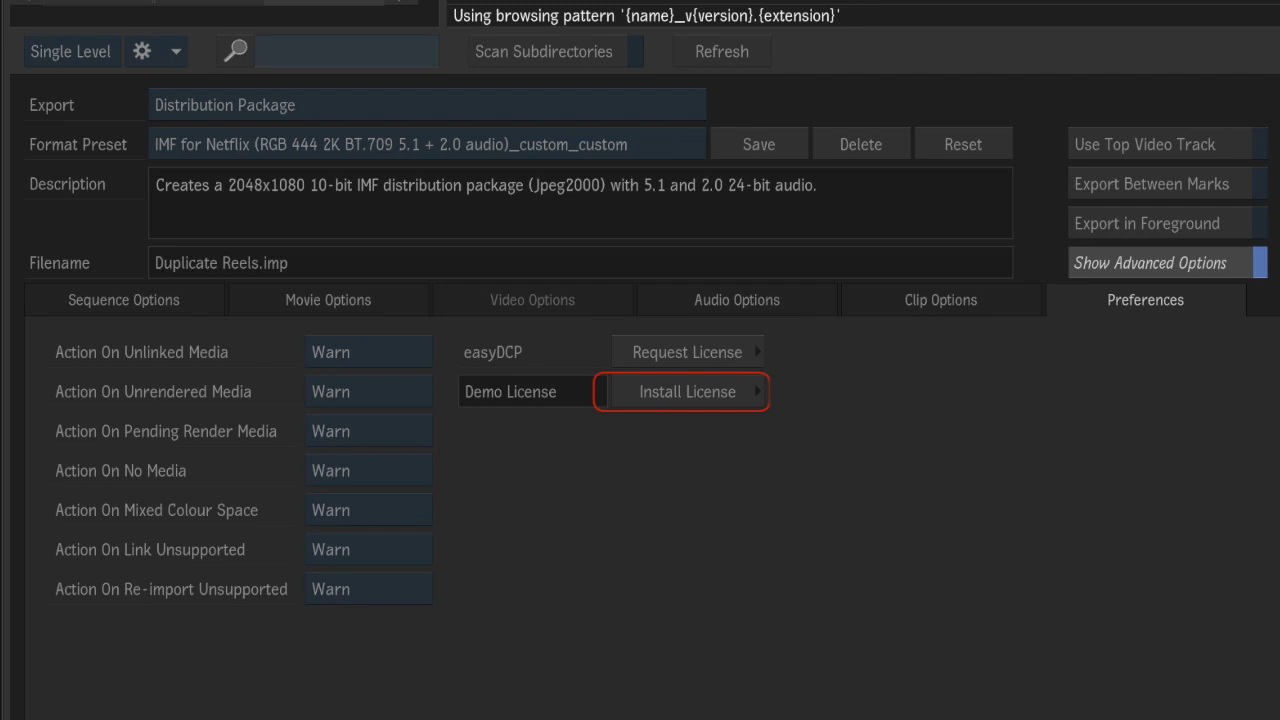 Using browsing pattern '{name}_v{version}.{extension}'
Single Level
Scan Subdirectories
Refresh
Export
Distribution Package
Format Preset
IMF for Netflix (RGB 444 2K BT.709 5.1 + 2.0 audio)_custom_custom
Save
Delete
Reset
Use Top Video Track
Description
Creates a 2048x1080 10-bit IMF distribution package (Jpeg2000) with 5.1 and 2.0 24-bit audio.
Export Between Marks
Export in Foreground
Filename
Duplicate Reels.imp
Show Advanced Options
Sequence Options
Movie Options
Video Options
Audio Options
Clip Options
Preferences
Action On Unlinked Media
Warn
easyDCP
Request License
Action On Unrendered Media
Warn
Demo License
Install License
Action On Pending Render Media
Warn
Action On No Media
Warn
Action On Mixed Colour Space
Warn
Action On Link Unsupported
Warn
Action On Re-import Unsupported
Warn